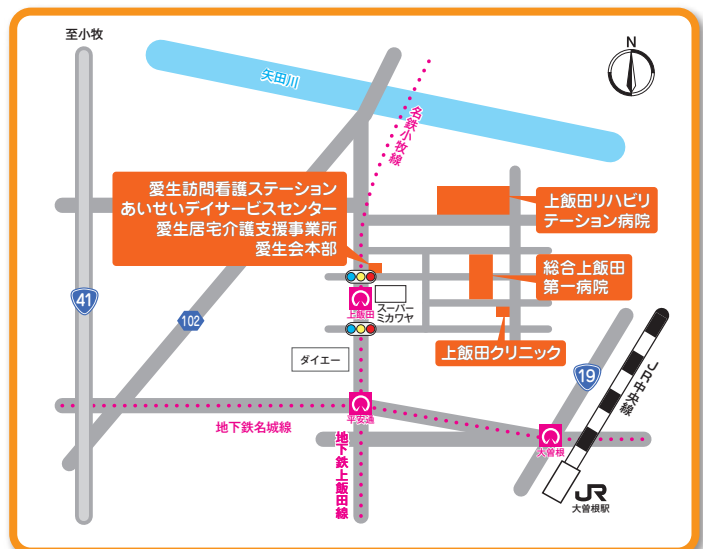 至小牧
N
矢田川
名鉄小牧線
愛生訪問看護ステーション
あいせいデイサービスセンター
愛生居宅介護支援事業所
愛生会本部
上飯田リハビリ
テーション病院
総合上飯田
第一病院
41
102
上飯田
スーパー
ミカワヤ
上飯田クリニック
ダイエー
19
JR中央線
平安通
地下鉄名城線
地下鉄上飯田線
大曽根
JR
大曽根駅